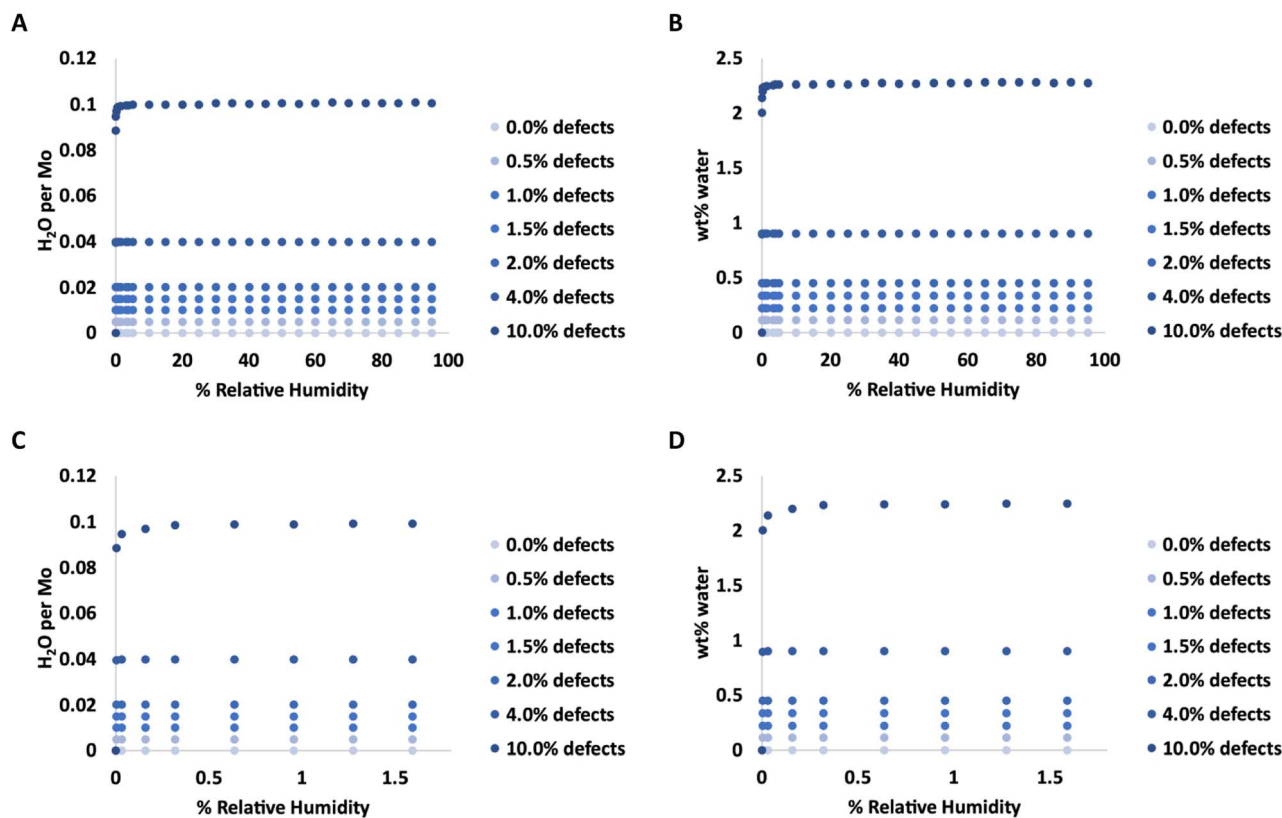 A
0.12
0.1
0.08
0.06
0.04
0.02
0
H₂O per Mo
0 20 40 60 80 100
% Relative Humidity
0.0% defects
0.5% defects
1.0% defects
1.5% defects
2.0% defects
4.0% defects
10.0% defects
B
2.5
2
1.5
1
0.5
0
wt% water
0 20 40 60 80 100
% Relative Humidity
0.0% defects
0.5% defects
1.0% defects
1.5% defects
2.0% defects
4.0% defects
10.0% defects
C
0.12
0.1
0.08
0.06
0.04
0.02
0
H₂O per Mo
0 0.5 1 1.5
% Relative Humidity
0.0% defects
0.5% defects
1.0% defects
1.5% defects
2.0% defects
4.0% defects
10.0% defects
D
2.5
2
1.5
1
0.5
0
wt% water
0 0.5 1 1.5
% Relative Humidity
0.0% defects
0.5% defects
1.0% defects
1.5% defects
2.0% defects
4.0% defects
10.0% defects